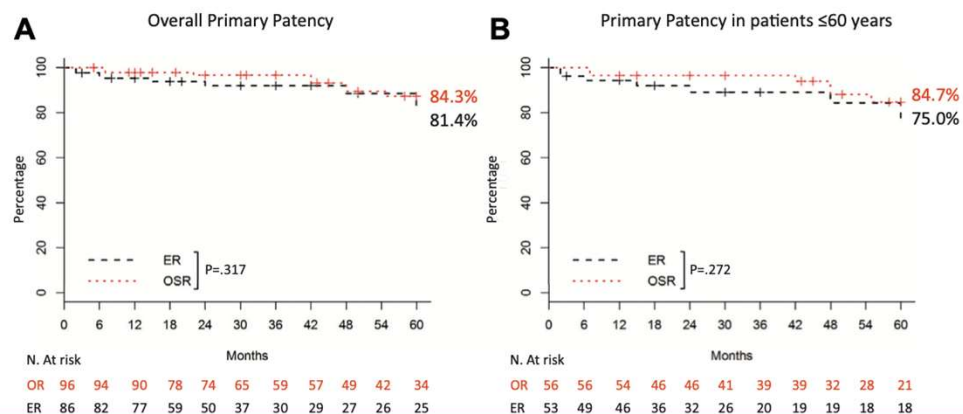 A
Overall Primary Patency
100
80
60
40
20
0
Percentage
84.3%
81.4%
ER
OSR
P=.317
0 6 12 18 24 30 36 42 48 54 60
Months
N. At risk
OR 96 94 90 78 74 65 59 57 49 42 34
ER 86 82 77 59 50 37 30 29 27 26 25
B
Primary Patency in patients ≤60 years
100
80
60
40
20
0
Percentage
84.7%
75.0%
ER
OSR
P=.272
0 6 12 18 24 30 36 42 48 54 60
Months
N. At risk
OR 56 56 54 46 46 41 39 39 32 28 21
ER 53 49 46 36 32 26 20 19 19 18 18